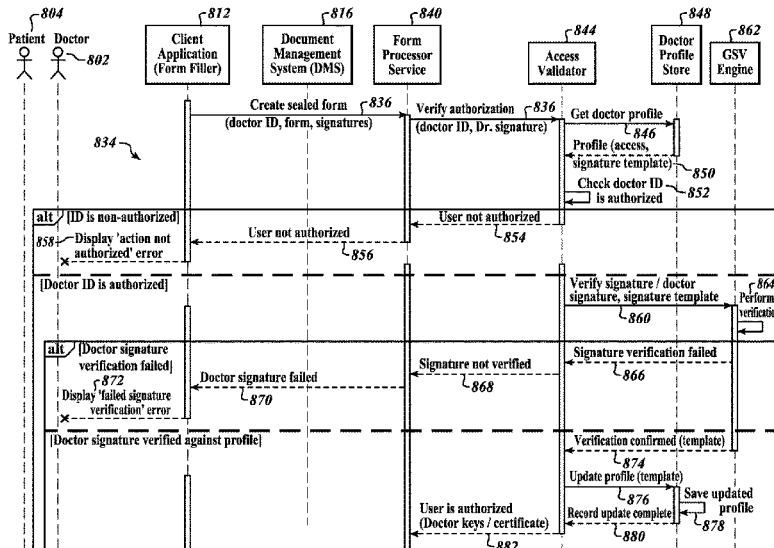 804
Patient Doctor
802
812
Client
Application
(Form Filler)
816
Document
Management
System (DMS)
840
Form
Processor
Service
844
Access
Validator
848
Doctor
Profile
Store
862
GSV
Engine
834
Create sealed form 836
(doctor ID, form, signatures)
Verify authorization 836
(doctor ID, Dr. signature)
Get doctor profile
846
Profile (access,
signature template)
850
Check doctor ID 852
is authorized
alt [ID is non-authorized]
User not authorized
854
User not authorized
856
858 Display 'action not
authorized' error
[Doctor ID is authorized]
Verify signature / doctor
signature, signature template
860
864
Perform
verification
alt [Doctor signature
verification failed]
Signature verification failed
866
Signature not verified
868
Doctor signature failed
870
872
Display 'failed signature
verification' error
[Doctor signature verified against profile]
Verification confirmed (template)
874
Update profile (template)
876
Save updated
profile
878
Record update complete
880
User is authorized
(Doctor keys / certificate)
882